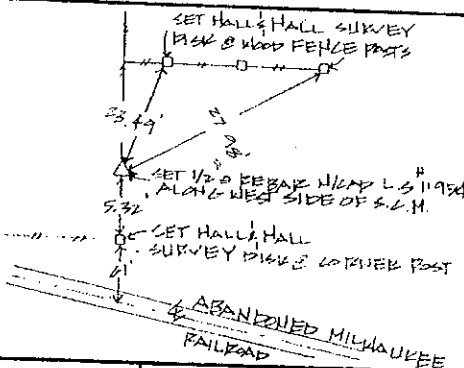 SET HALL & HALL SURVEY
DISK @ WOOD FENCE POSTS
23.49'
27.98'
SET 1/2" Ø REBAR W/CAP L.S. #11954
ALONG WEST SIDE OF S.C.M.
5.32'
SET HALL & HALL
SURVEY DISK @ CORNER POST
41'
ABANDONED MILWAUKEE
RAILROAD